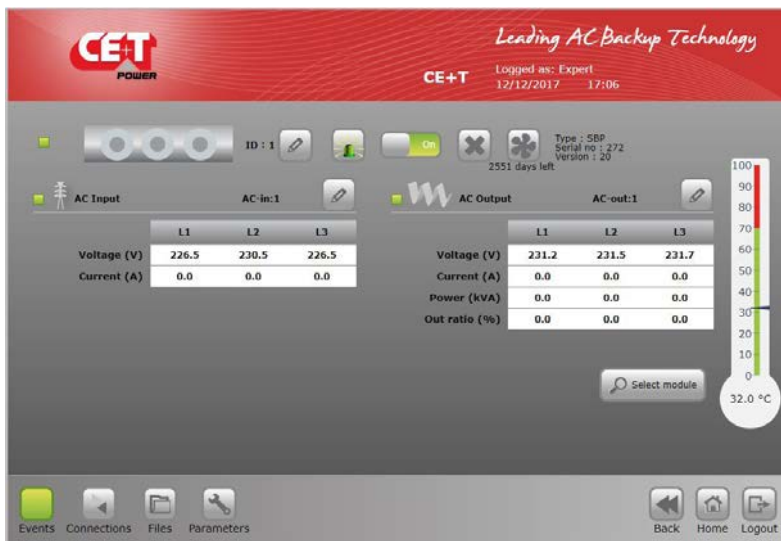 CE+T
POWER
Leading AC Backup Technology
CE+T
Logged as: Expert
12/12/2017 17:06
ID : 1
On
2551 days left
Type : SBP
Serial no : 272
Version : 20
AC Input AC-in:1
L1 L2 L3
Voltage (V) 226.5 230.5 226.5
Current (A) 0.0 0.0 0.0
AC Output AC-out:1
L1 L2 L3
Voltage (V) 231.2 231.5 231.7
Current (A) 0.0 0.0 0.0
Power (kVA) 0.0 0.0 0.0
Out ratio (%) 0.0 0.0 0.0
100
90
80
70
60
50
40
30
20
10
0
32.0 °C
Select module
Events Connections Files Parameters
Back Home Logout